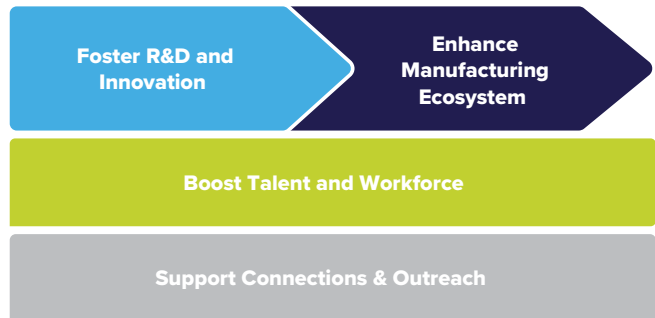 Foster R&D and
Innovation
Enhance
Manufacturing
Ecosystem
Boost Talent and Workforce
Support Connections & Outreach